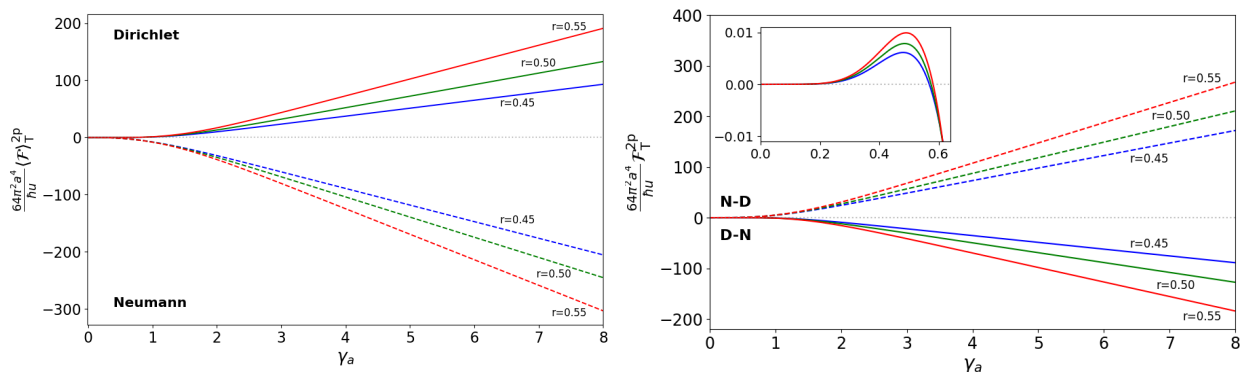 200
100
0
−100
−200
−300
64π²a⁴/ħu ⟨F⟩_T^2p
Dirichlet
r=0.55
r=0.50
r=0.45
r=0.45
r=0.50
r=0.55
Neumann
0 1 2 3 4 5 6 7 8
γₐ
400
300
200
100
0
−100
−200
64π²a⁴/ħu F_T^2p
0.01
0.00
−0.01
0.0 0.2 0.4 0.6
r=0.55
r=0.50
r=0.45
N-D
D-N
r=0.45
r=0.50
r=0.55
0 1 2 3 4 5 6 7 8
γₐ